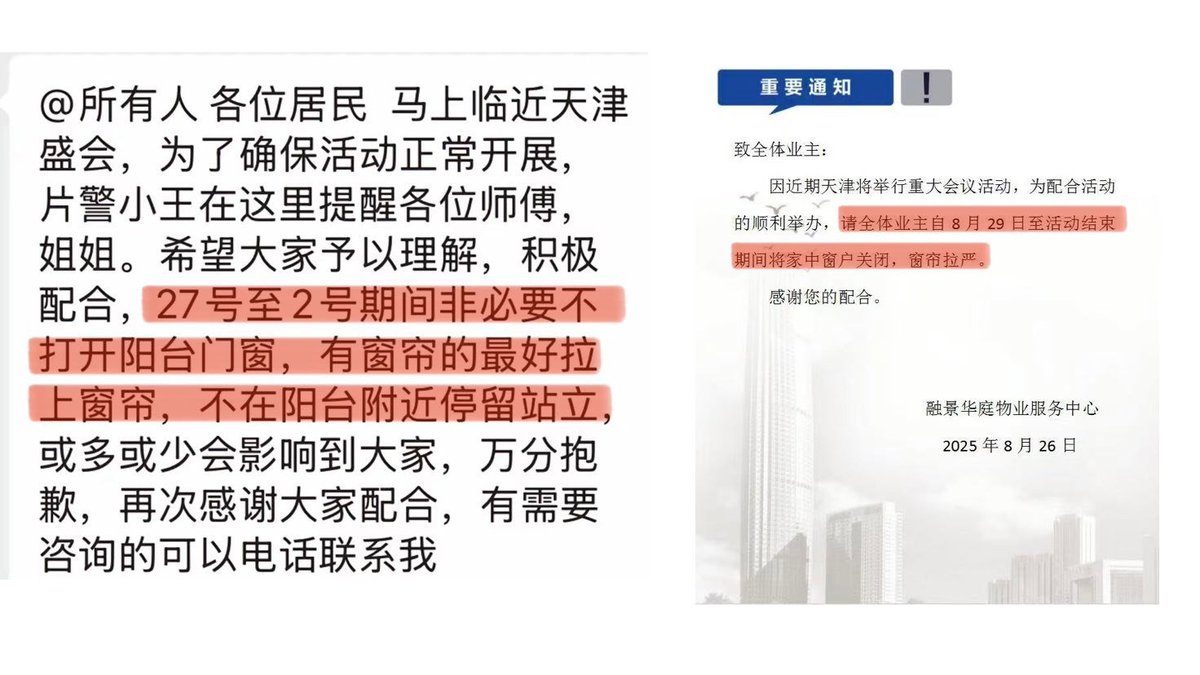 @所有人 各位居民 马上临近天津
盛会，为了确保活动正常开展，
片警小王在这里提醒各位师傅，
姐姐。希望大家予以理解，积极
配合，27号至2号期间非必要不
打开阳台门窗，有窗帘的最好拉
上窗帘，不在阳台附近停留站立，
或多或少会影响到大家，万分抱
歉，再次感谢大家配合，有需要
咨询的可以电话联系我
重要通知 !
致全体业主：
因近期天津将举行重大会议活动，为配合活动
的顺利举办，请全体业主自 8 月 29 日至活动结束
期间将家中窗户关闭，窗帘拉严。
感谢您的配合。
融景华庭物业服务中心
2025 年 8 月 26 日